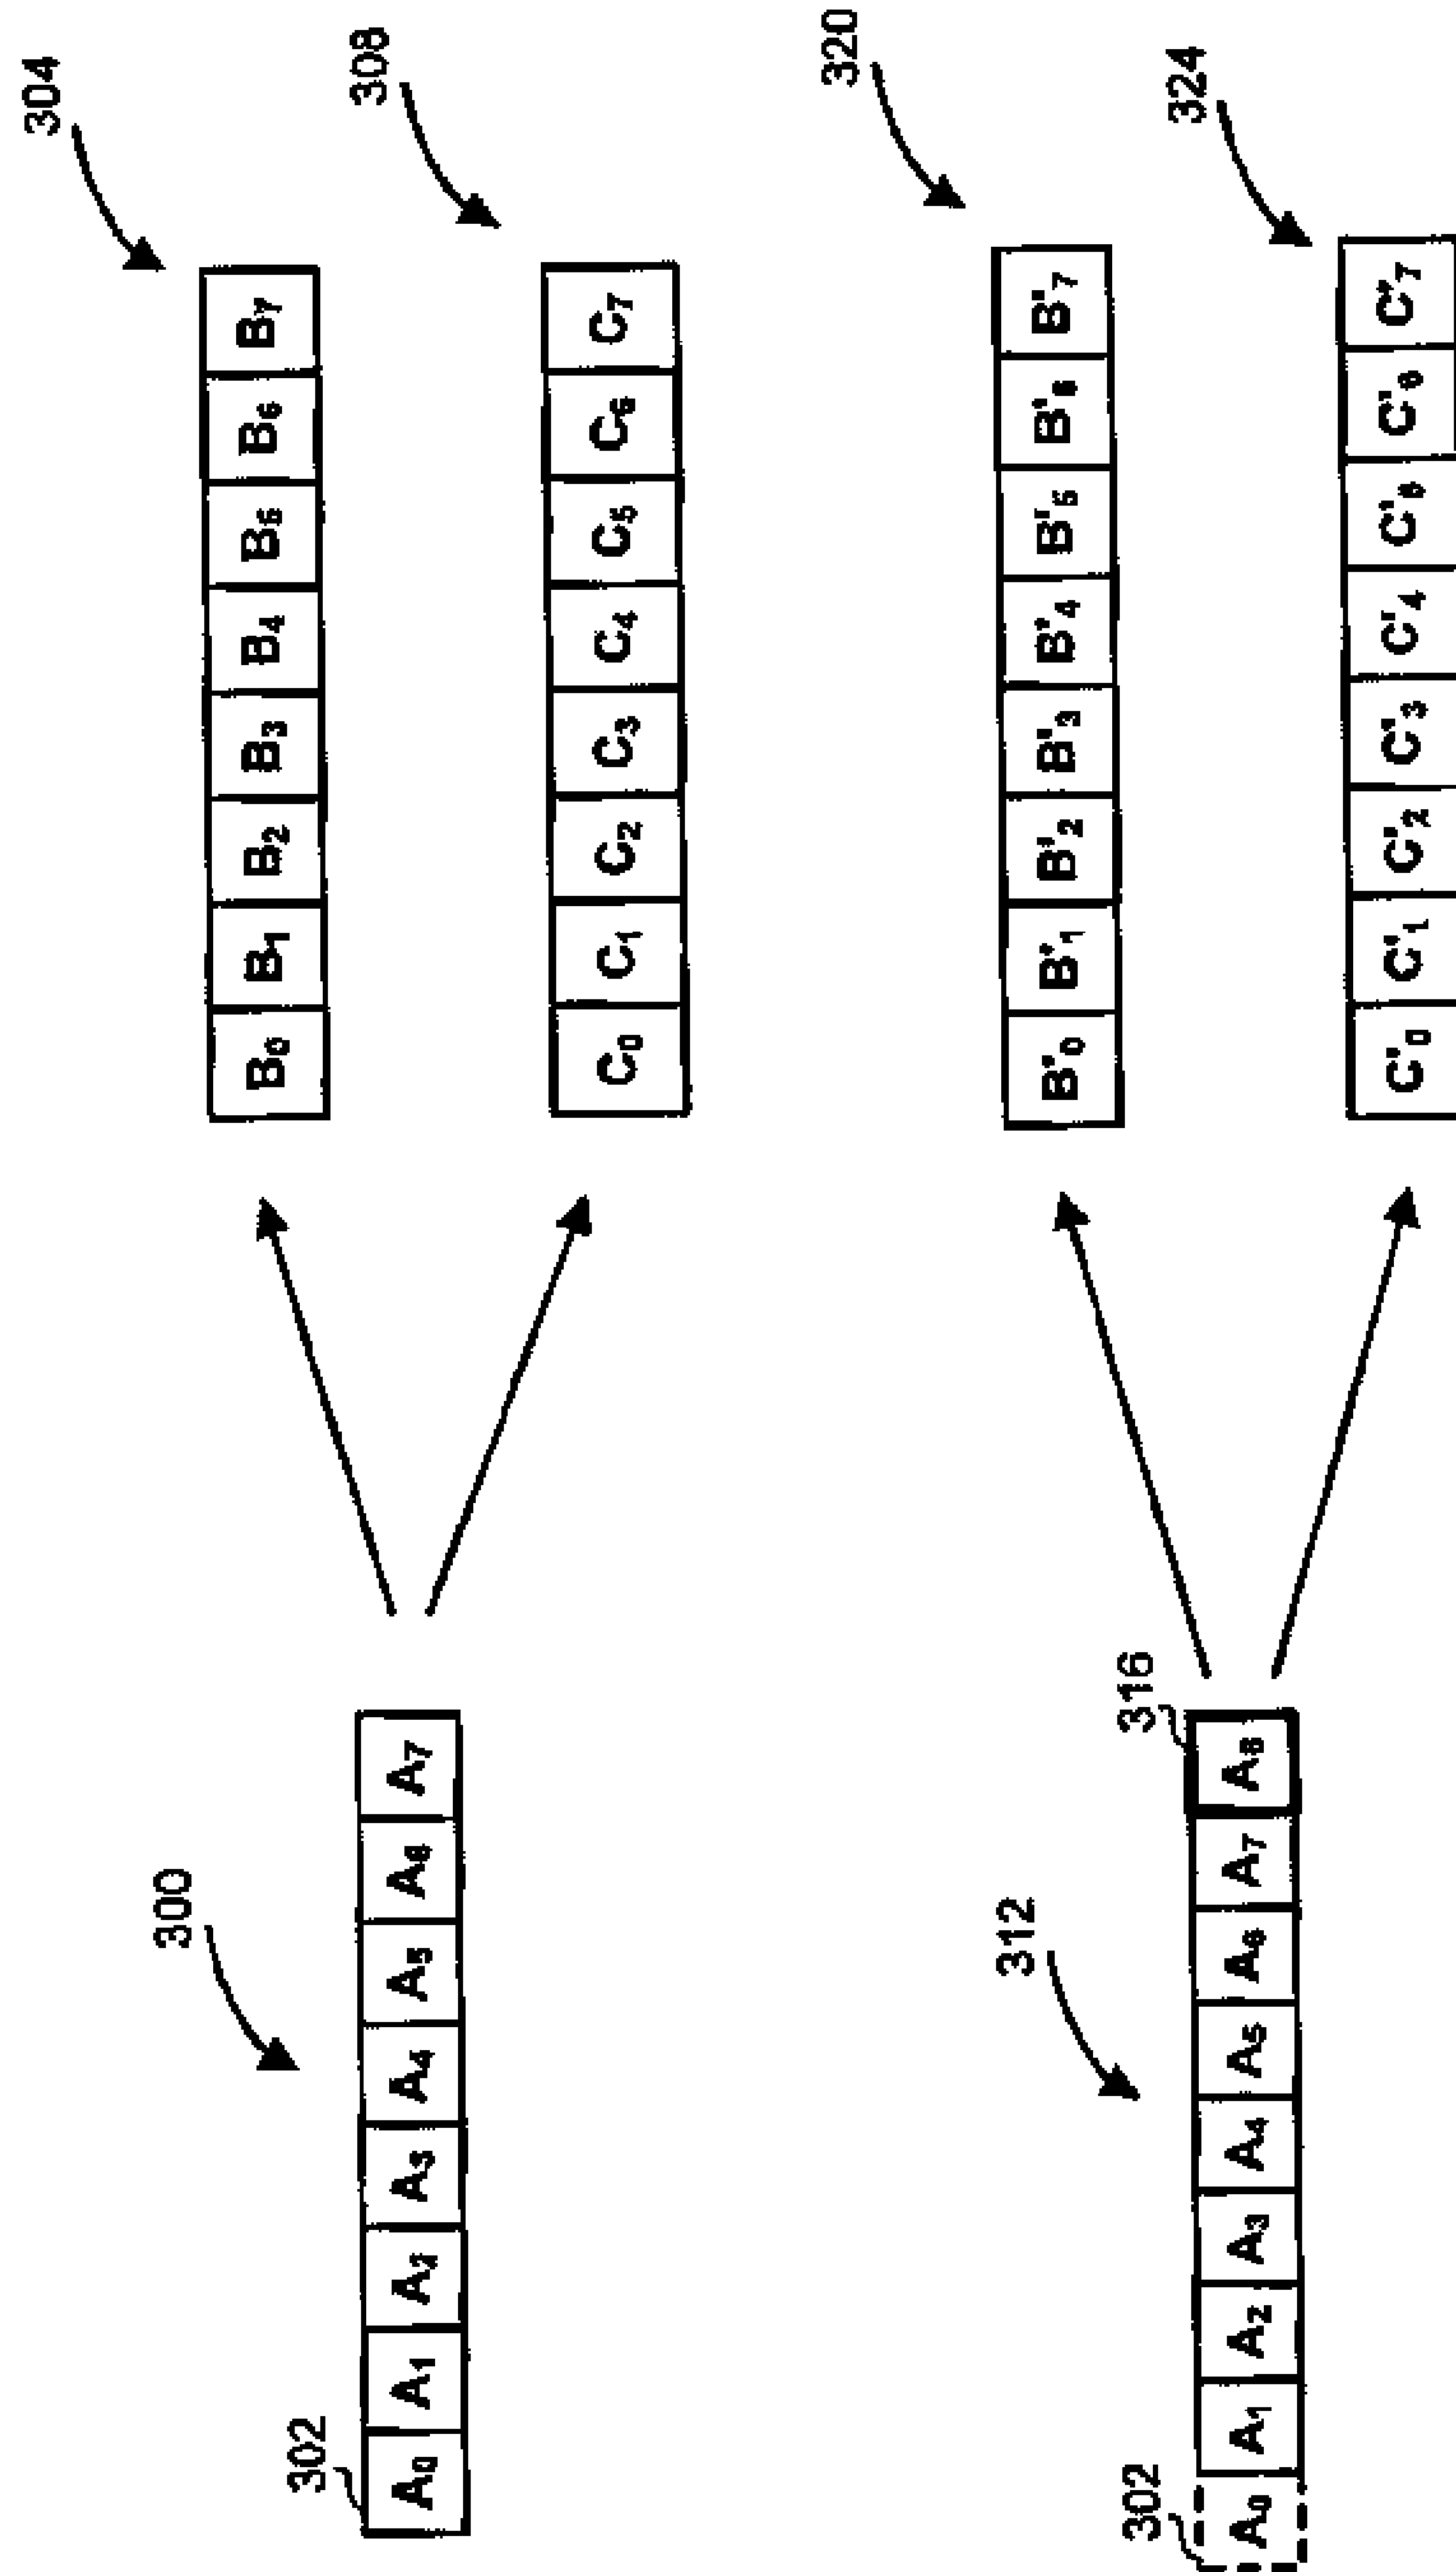 304
B0 B1 B2 B3 B4 B5 B6 B7
308
C0 C1 C2 C3 C4 C5 C6 C7
300
302
A0 A1 A2 A3 A4 A5 A6 A7
320
B'0 B'1 B'2 B'3 B'4 B'5 B'6 B'7
324
C'0 C'1 C'2 C'3 C'4 C'5 C'6 C'7
312
302
316
A0 A1 A2 A3 A4 A5 A6 A7 A8